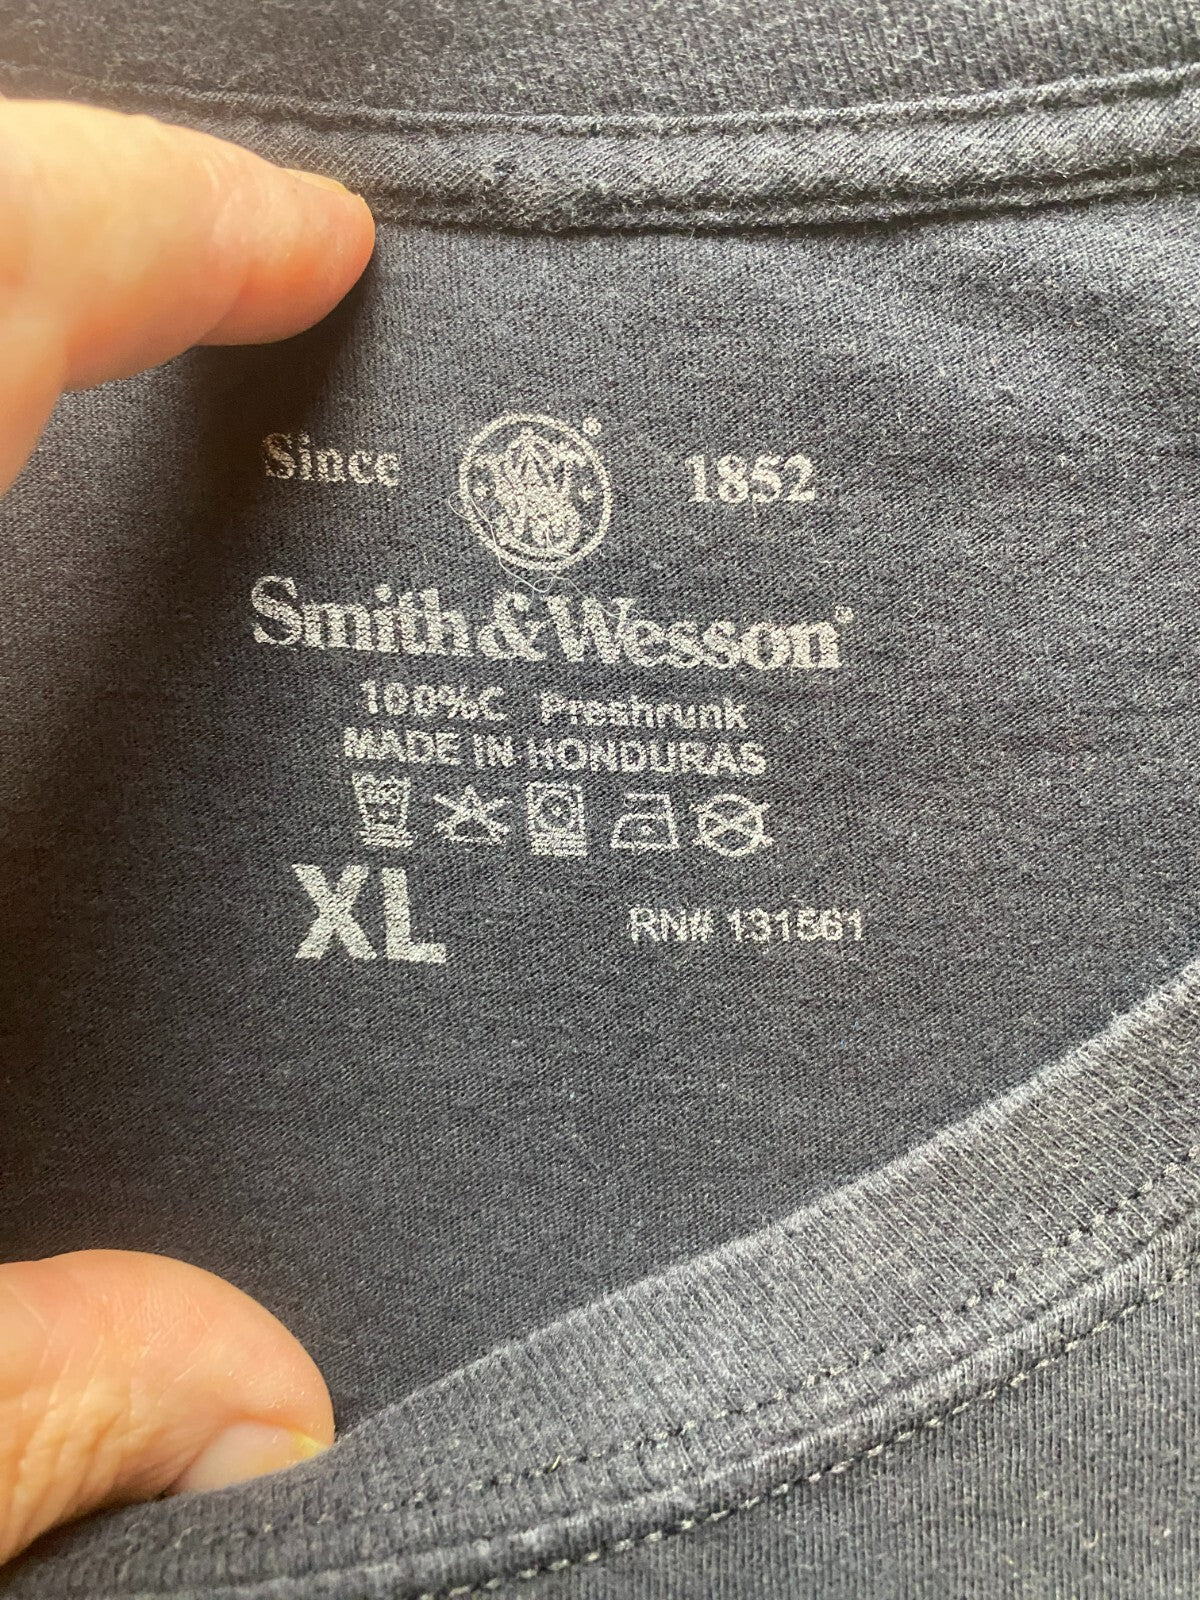 Since 1852
Smith & Wesson®
100%C Preshrunk
MADE IN HONDURAS
XL RN# 131561